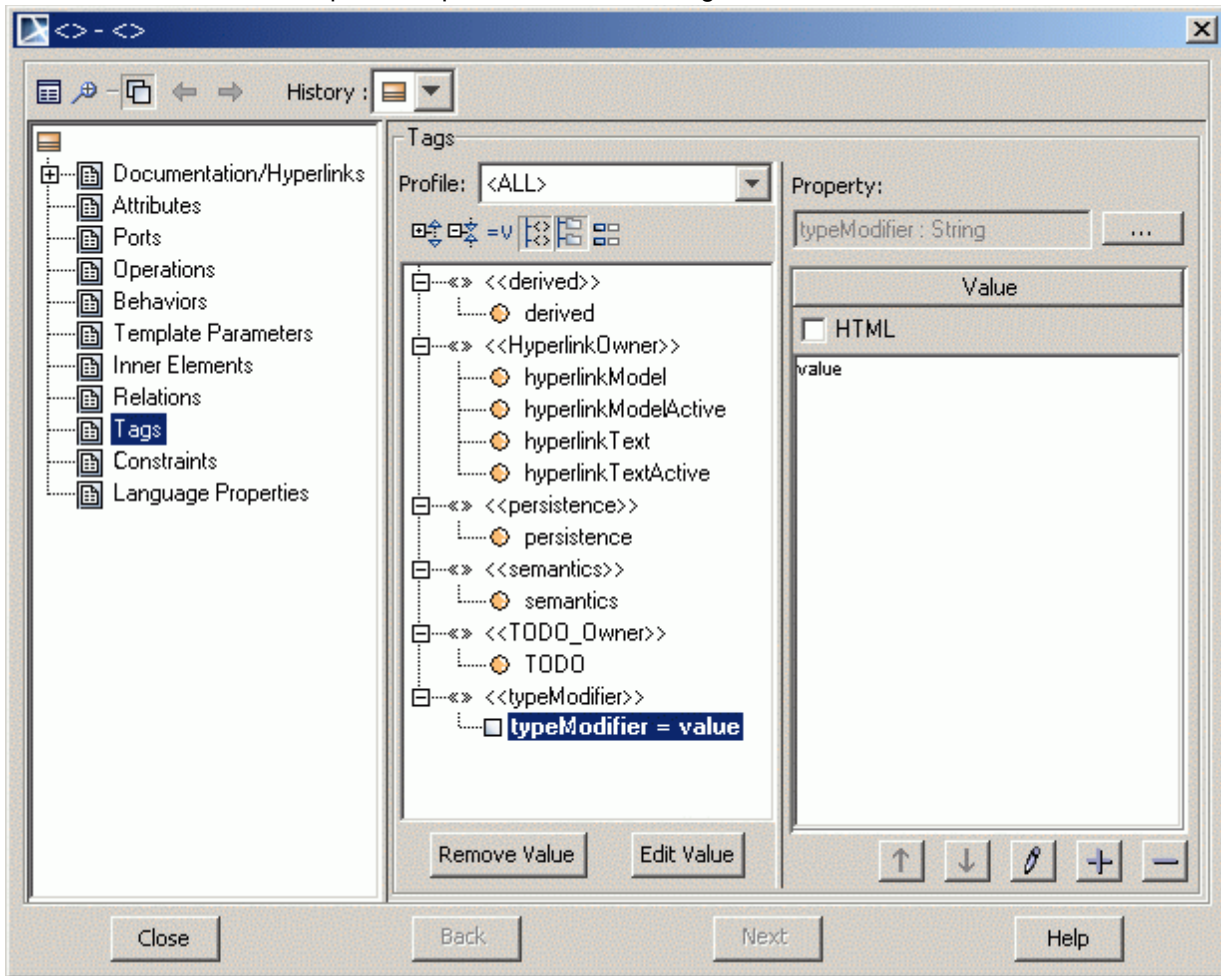 <> - <>
History :
Documentation/Hyperlinks
Attributes
Ports
Operations
Behaviors
Template Parameters
Inner Elements
Relations
Tags
Constraints
Language Properties
Tags
Profile: <ALL>
=v
<<derived>>
derived
<<HyperlinkOwner>>
hyperlinkModel
hyperlinkModelActive
hyperlinkText
hyperlinkTextActive
<<persistence>>
persistence
<<semantics>>
semantics
<<TODO_Owner>>
TODO
<<typeModifier>>
typeModifier = value
Remove Value Edit Value
Property:
typeModifier : String ...
Value
HTML
value
Close Back Next Help